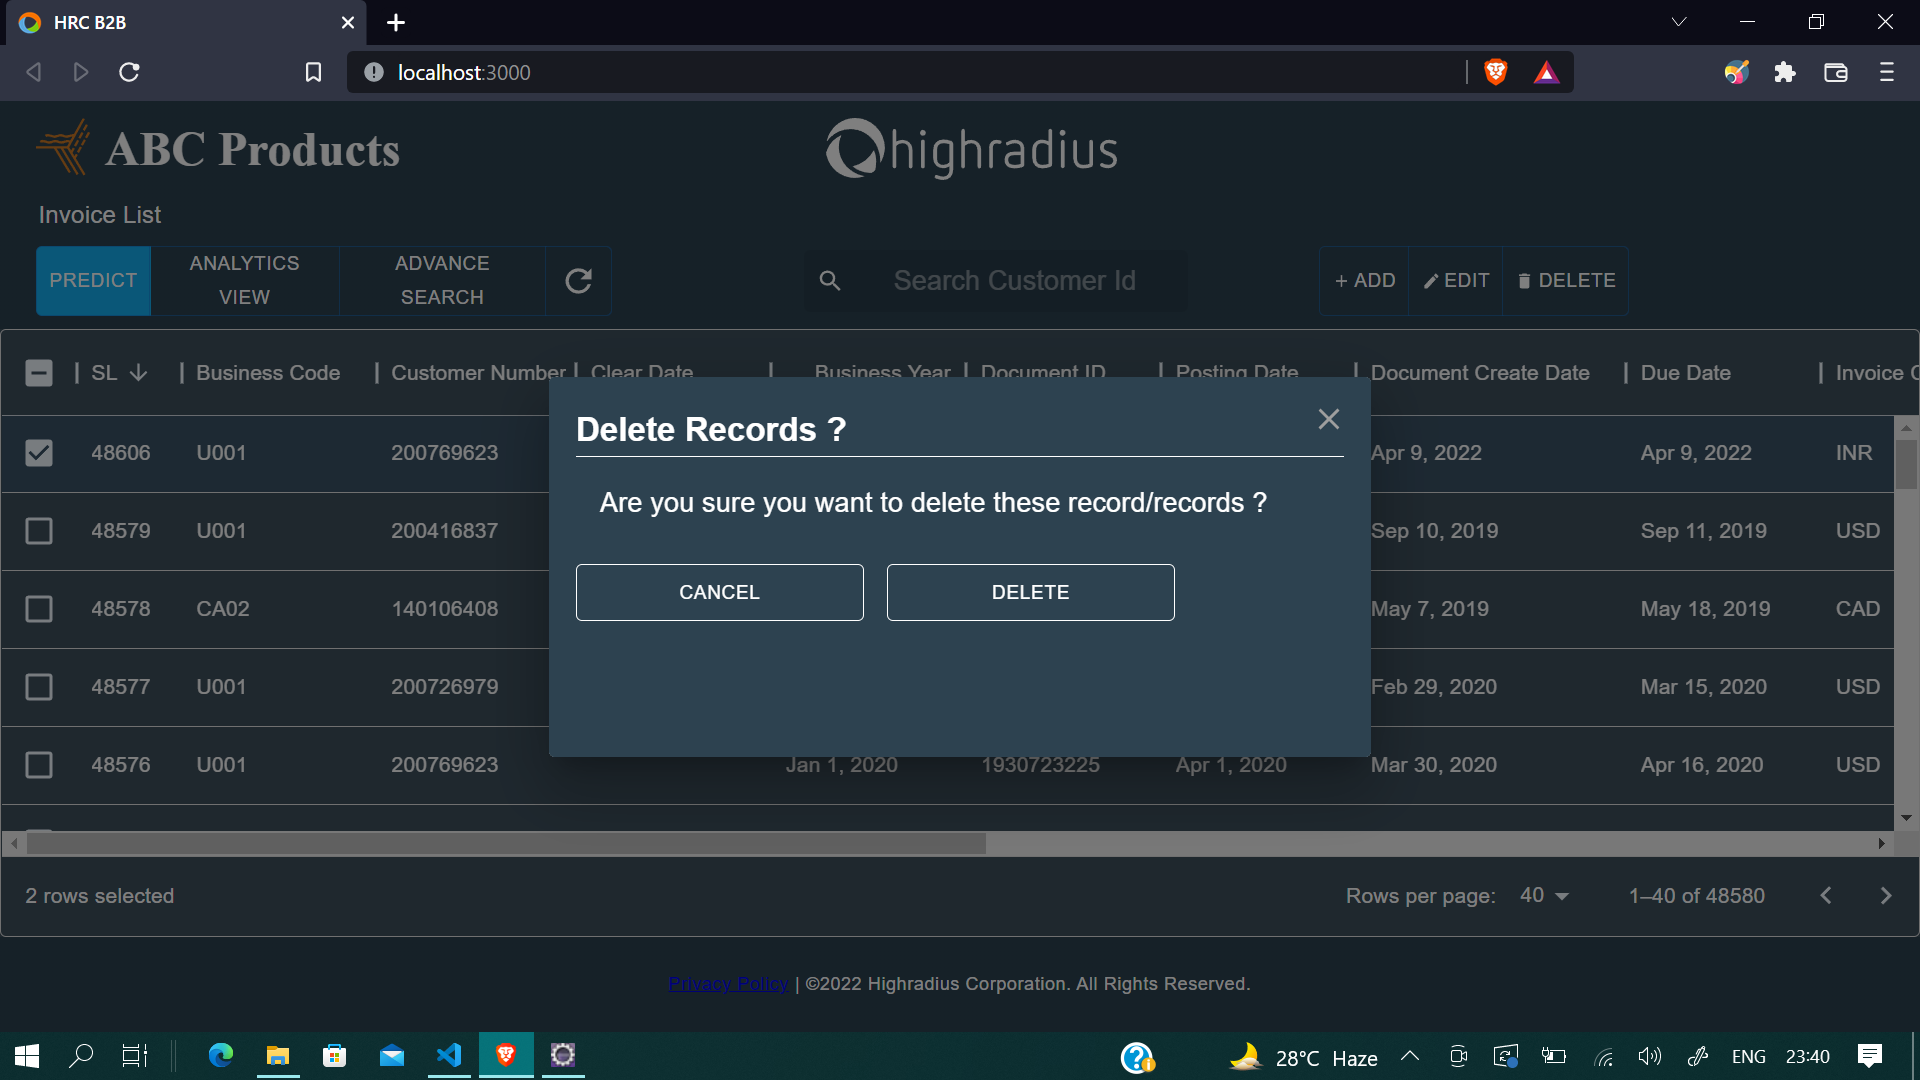 HRC B2B
localhost:3000
ABC Products
highradius
Invoice List
PREDICT
ANALYTICS
VIEW
ADVANCE
SEARCH
Search Customer Id
+ ADD
EDIT
DELETE
SL
Business Code
Customer Number
Clear Date
Business Year
Document ID
Posting Date
Document Create Date
Due Date
Invoice C
48606 U001 200769623 Apr 9, 2022 Apr 9, 2022 INR
48579 U001 200416837 Sep 10, 2019 Sep 11, 2019 USD
48578 CA02 140106408 May 7, 2019 May 18, 2019 CAD
48577 U001 200726979 Feb 29, 2020 Mar 15, 2020 USD
48576 U001 200769623 Jan 1, 2020 1930723225 Apr 1, 2020 Mar 30, 2020 Apr 16, 2020 USD
Delete Records ?
Are you sure you want to delete these record/records ?
CANCEL
DELETE
2 rows selected
Rows per page: 40
1–40 of 48580
Privacy Policy | ©2022 Highradius Corporation. All Rights Reserved.
28°C Haze
ENG
23:40